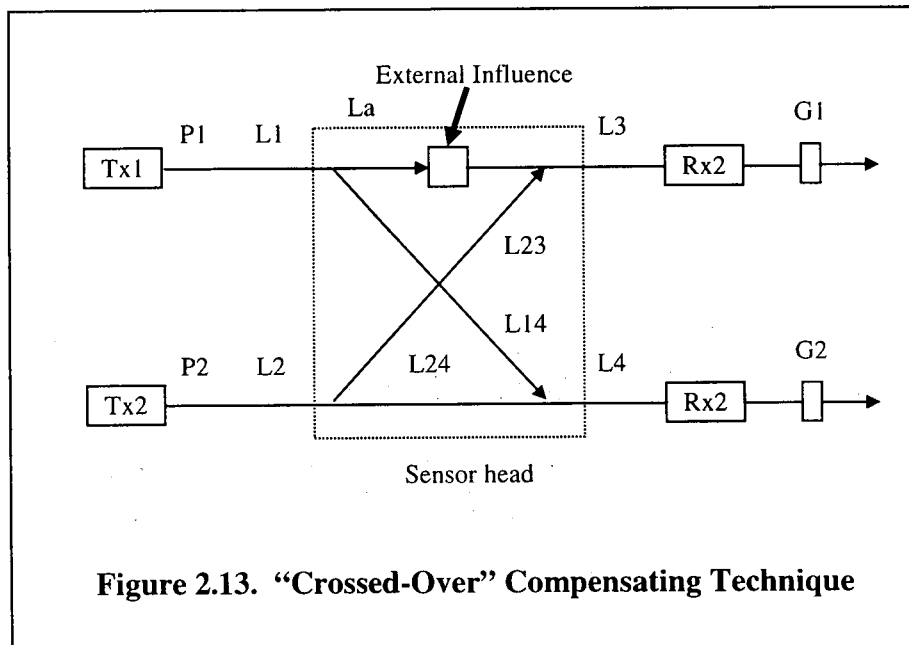 External Influence
La
P1 L1 L3 G1
Tx1 Rx2
L23
L14
P2 L2 L24 L4 G2
Tx2 Rx2
Sensor head
Figure 2.13. “Crossed-Over” Compensating Technique